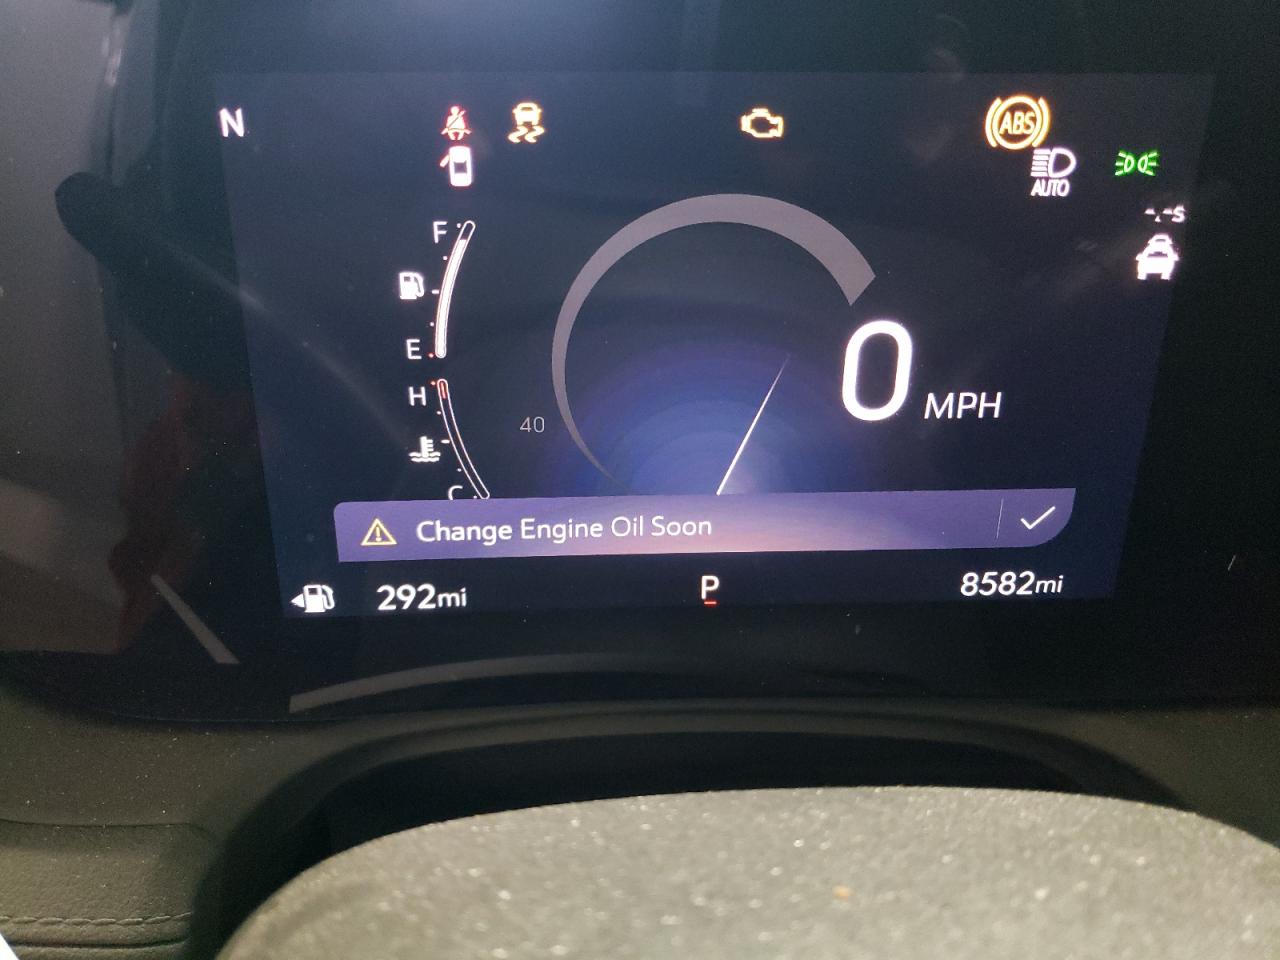 N
ABS
AUTO
-.-s
F
E
H
C
40
0 MPH
Change Engine Oil Soon
292mi
P
8582mi